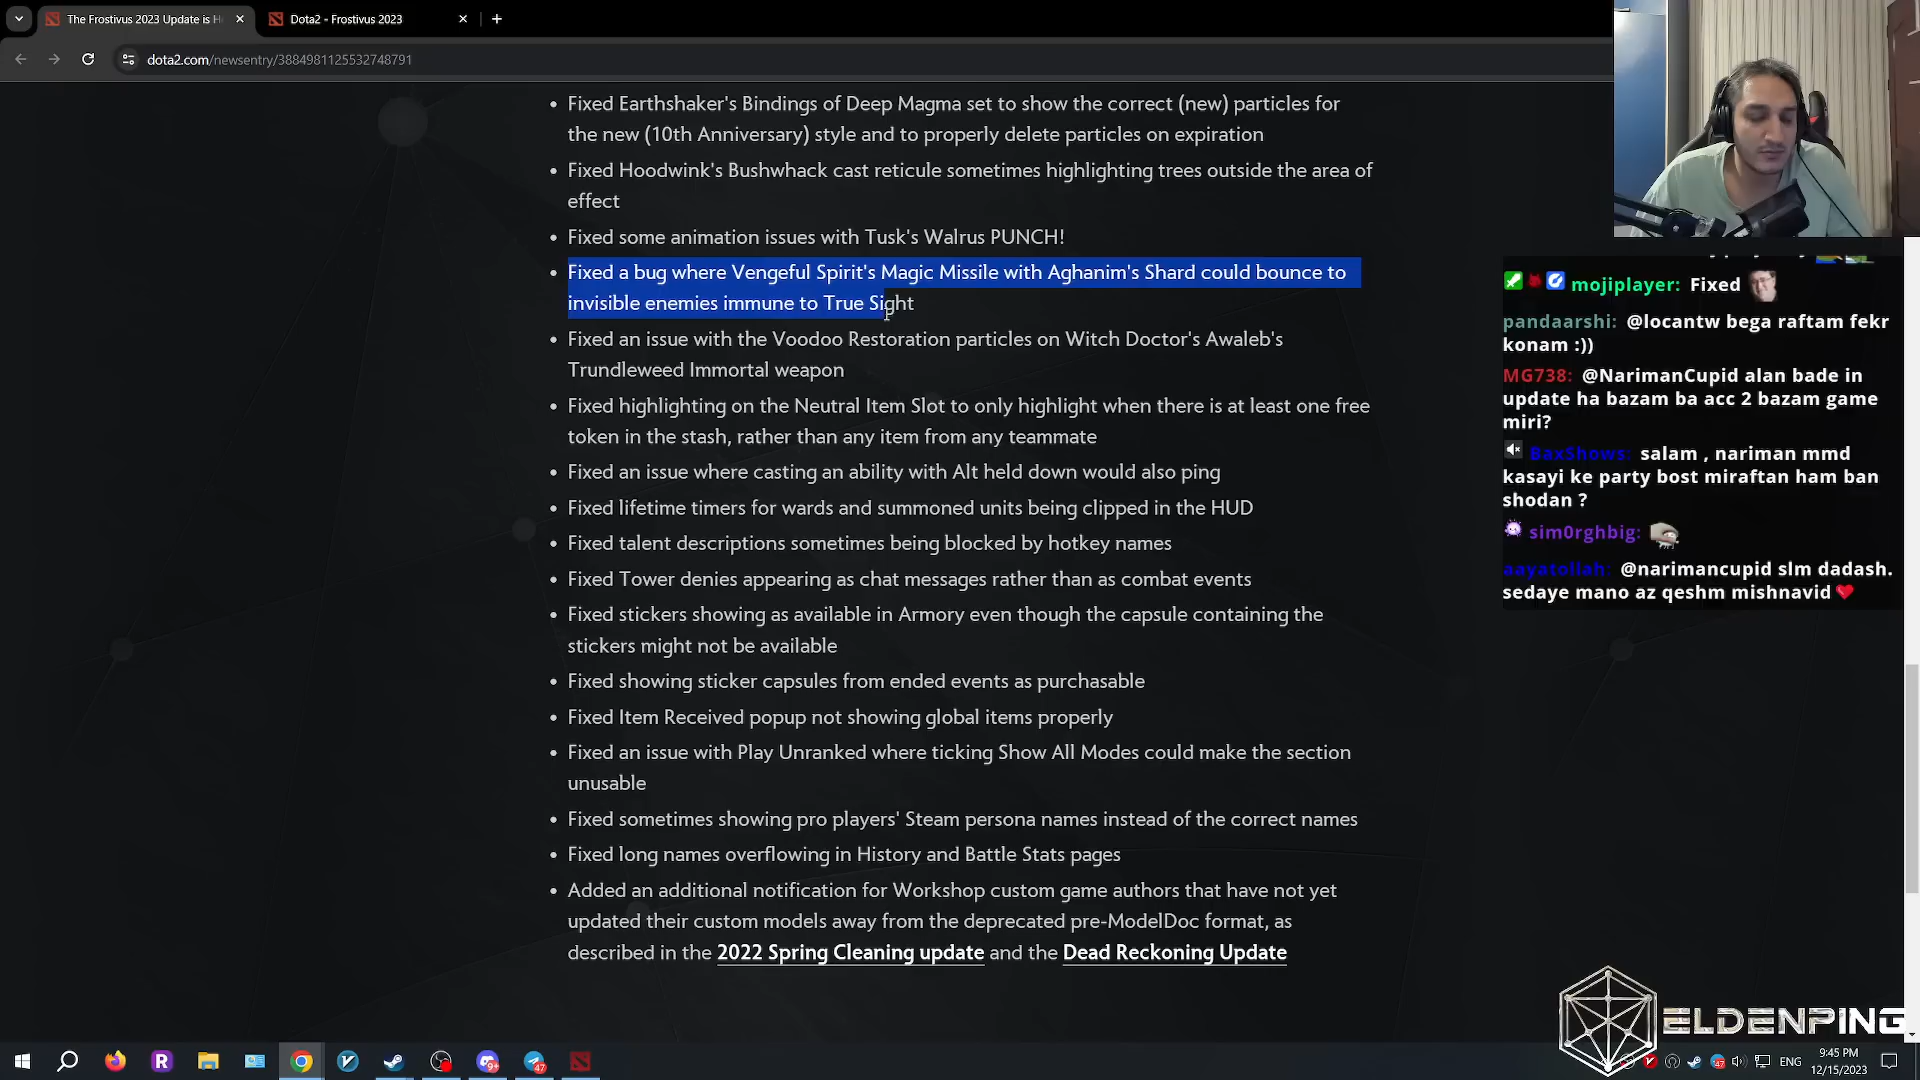 The Frostivus 2023 Update is H
Dota2 - Frostivus 2023
dota2.com/newsentry/3884981125532748791
• Fixed Earthshaker's Bindings of Deep Magma set to show the correct (new) particles for
the new (10th Anniversary) style and to properly delete particles on expiration
• Fixed Hoodwink's Bushwhack cast reticule sometimes highlighting trees outside the area of
effect
• Fixed some animation issues with Tusk's Walrus PUNCH!
• Fixed a bug where Vengeful Spirit's Magic Missile with Aghanim's Shard could bounce to
invisible enemies immune to True Sight
• Fixed an issue with the Voodoo Restoration particles on Witch Doctor's Awaleb's
Trundleweed Immortal weapon
• Fixed highlighting on the Neutral Item Slot to only highlight when there is at least one free
token in the stash, rather than any item from any teammate
• Fixed an issue where casting an ability with Alt held down would also ping
• Fixed lifetime timers for wards and summoned units being clipped in the HUD
• Fixed talent descriptions sometimes being blocked by hotkey names
• Fixed Tower denies appearing as chat messages rather than as combat events
• Fixed stickers showing as available in Armory even though the capsule containing the
stickers might not be available
• Fixed showing sticker capsules from ended events as purchasable
• Fixed Item Received popup not showing global items properly
• Fixed an issue with Play Unranked where ticking Show All Modes could make the section
unusable
• Fixed sometimes showing pro players' Steam persona names instead of the correct names
• Fixed long names overflowing in History and Battle Stats pages
• Added an additional notification for Workshop custom game authors that have not yet
updated their custom models away from the deprecated pre-ModelDoc format, as
described in the 2022 Spring Cleaning update and the Dead Reckoning Update
mojiplayer: Fixed
pandaarshi: @locantw bega raftam fekr
konam :))
MG738: @NarimanCupid alan bade in
update ha bazam ba acc 2 bazam game
miri?
BaxShows: salam , nariman mmd
kasayi ke party bost miraftan ham ban
shodan ?
sim0rghbig:
aayatollah: @narimancupid slm dadash.
sedaye mano az qeshm mishnavid
ELDENPING
ENG
9:45 PM
12/15/2023